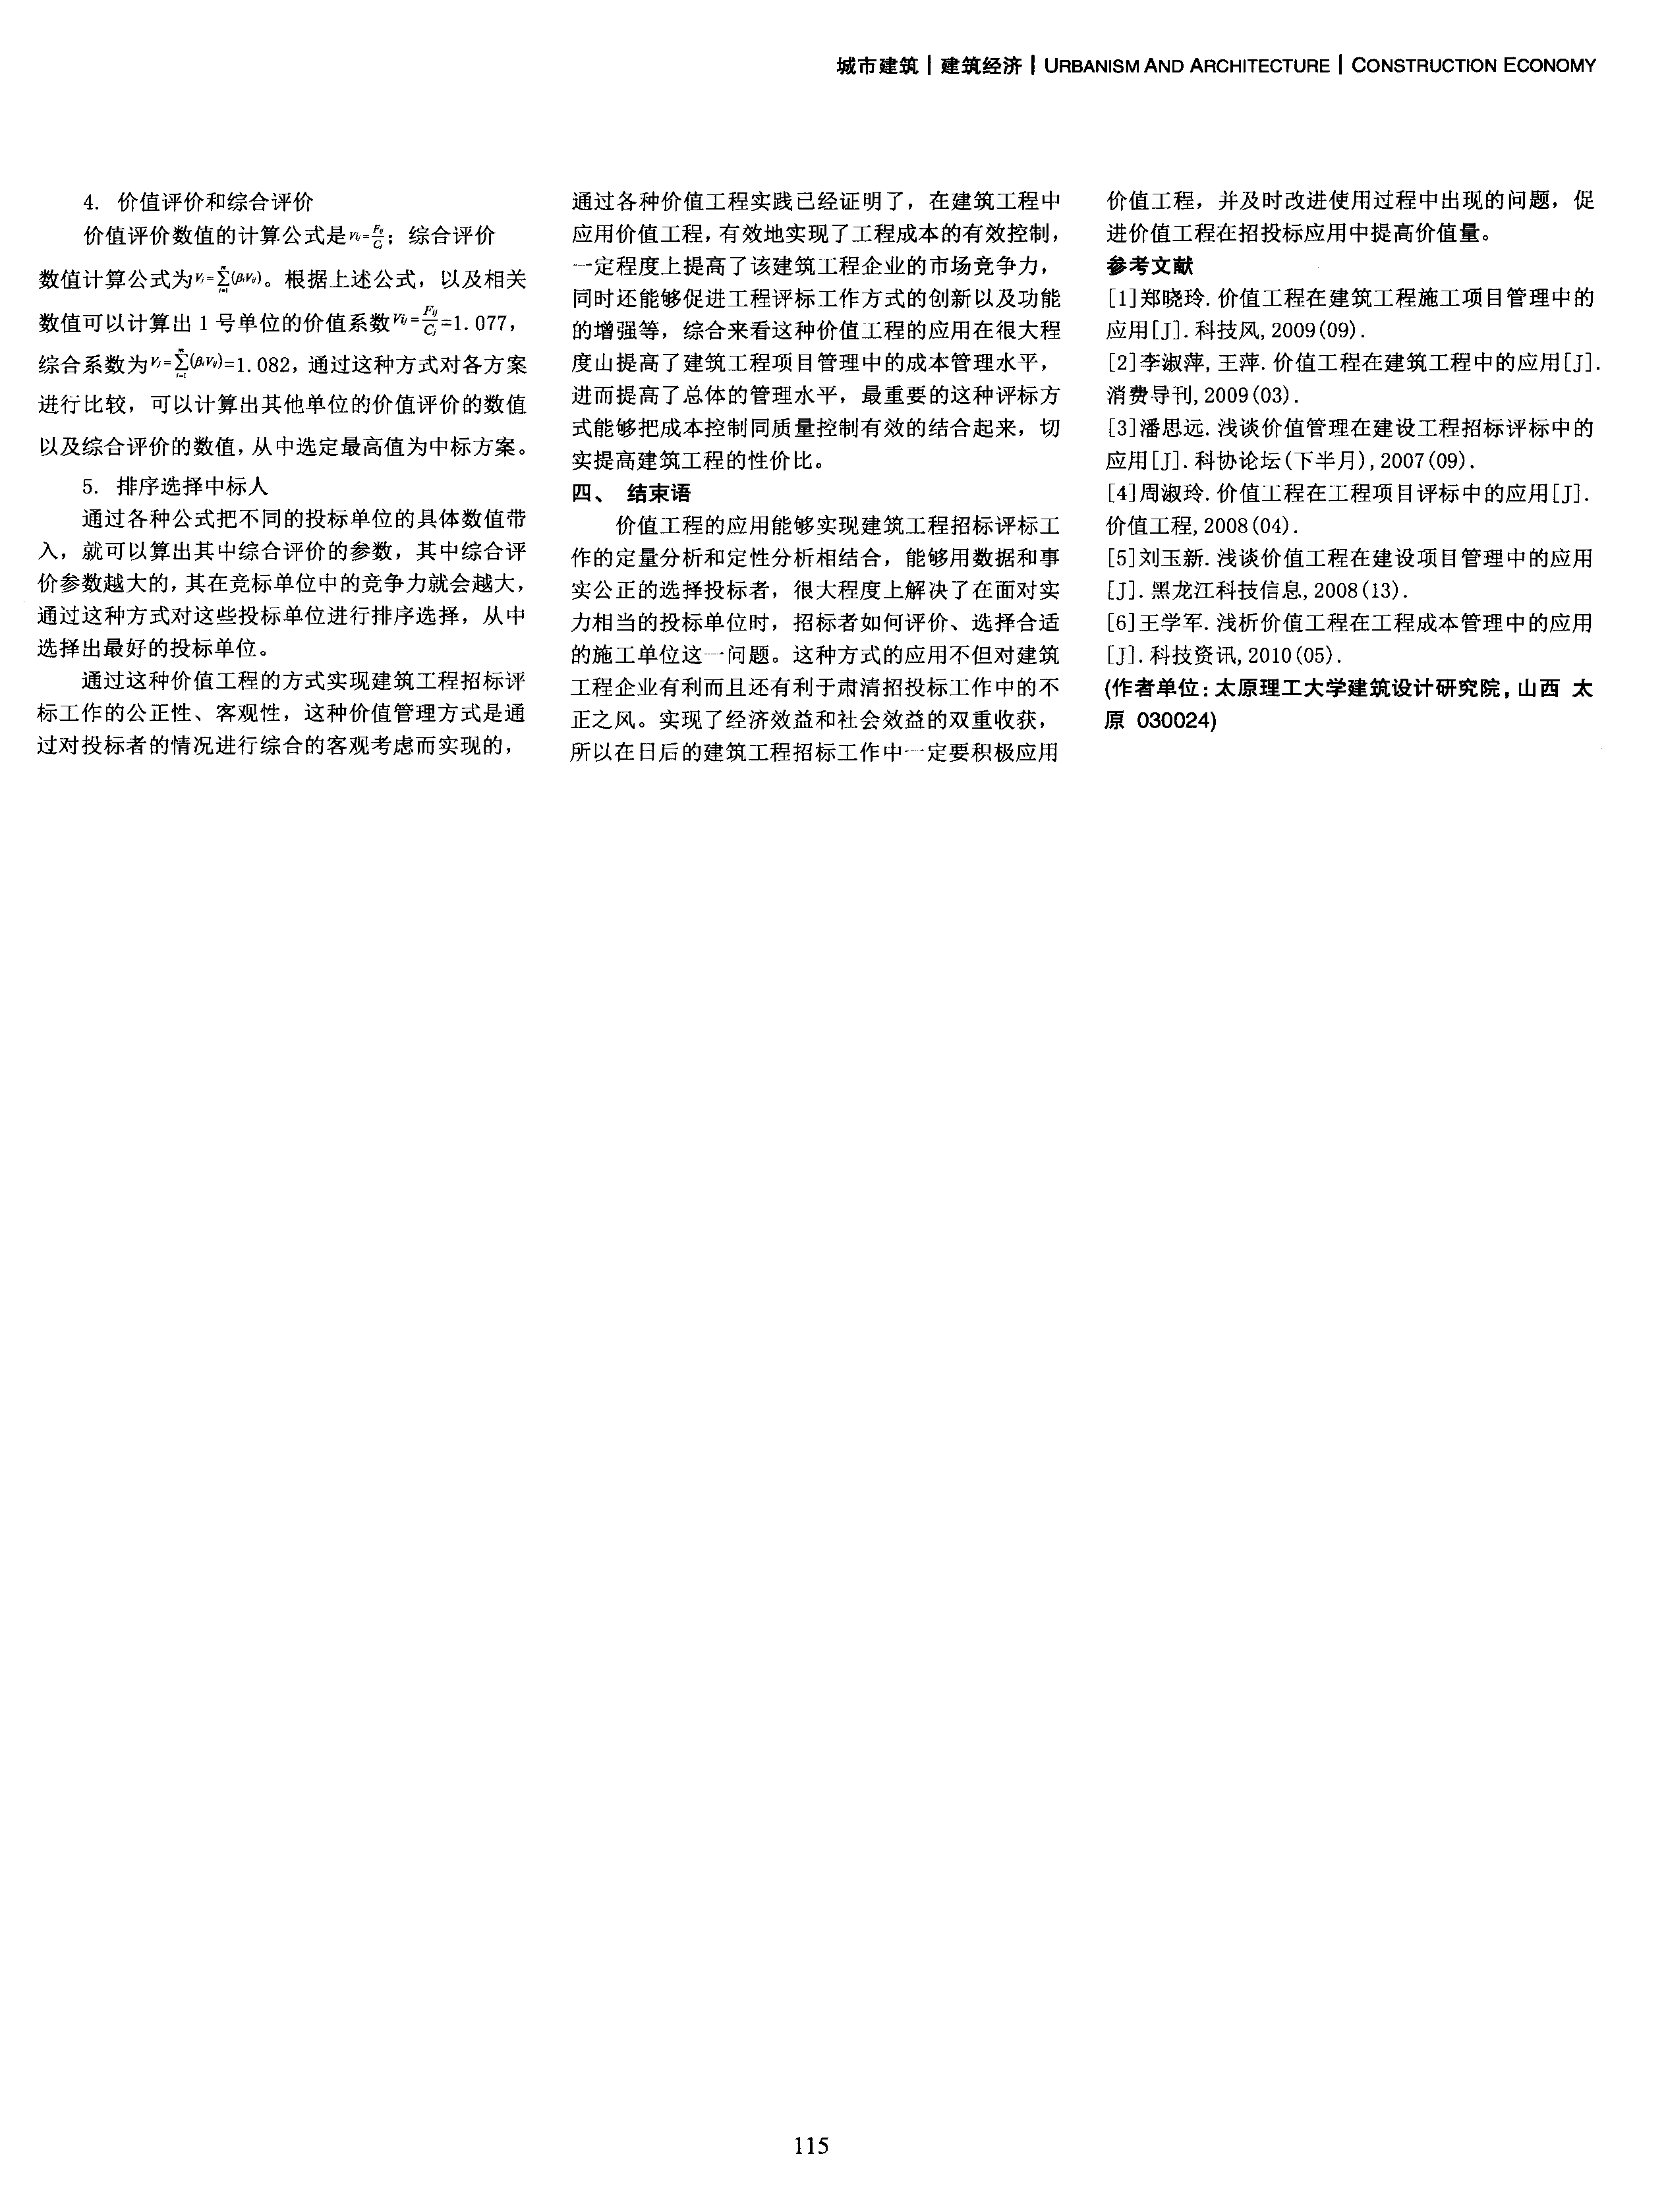 城市建筑 | 建筑经济 | URBANISM AND ARCHITECTURE | CONSTRUCTION ECONOMY
4. 价值评价和综合评价
价值评价数值的计算公式是Vij=Fij/Cj；综合评价
数值计算公式为Vj=∑(βiVij)。根据上述公式，以及相关
数值可以计算出 1 号单位的价值系数Vij=Fij/Cj=1.077，
综合系数为Vj=∑(βiVij)=1.082，通过这种方式对各方案
进行比较，可以计算出其他单位的价值评价的数值
以及综合评价的数值，从中选定最高值为中标方案。
5. 排序选择中标人
通过各种公式把不同的投标单位的具体数值带
入，就可以算出其中综合评价的参数，其中综合评
价参数越大的，其在竞标单位中的竞争力就会越大，
通过这种方式对这些投标单位进行排序选择，从中
选择出最好的投标单位。
通过这种价值工程的方式实现建筑工程招标评
标工作的公正性、客观性，这种价值管理方式是通
过对投标者的情况进行综合的客观考虑而实现的，
通过各种价值工程实践已经证明了，在建筑工程中
应用价值工程，有效地实现了工程成本的有效控制，
一定程度上提高了该建筑工程企业的市场竞争力，
同时还能够促进工程评标工作方式的创新以及功能
的增强等，综合来看这种价值工程的应用在很大程
度山提高了建筑工程项目管理中的成本管理水平，
进而提高了总体的管理水平，最重要的这种评标方
式能够把成本控制同质量控制有效的结合起来，切
实提高建筑工程的性价比。
四、 结束语
价值工程的应用能够实现建筑工程招标评标工
作的定量分析和定性分析相结合，能够用数据和事
实公正的选择投标者，很大程度上解决了在面对实
力相当的投标单位时，招标者如何评价、选择合适
的施工单位这一问题。这种方式的应用不但对建筑
工程企业有利而且还有利于肃清招投标工作中的不
正之风。实现了经济效益和社会效益的双重收获，
所以在日后的建筑工程招标工作中一定要积极应用
价值工程，并及时改进使用过程中出现的问题，促
进价值工程在招投标应用中提高价值量。
参考文献
[1]郑晓玲.价值工程在建筑工程施工项目管理中的
应用[J].科技风,2009(09).
[2]李淑萍,王萍.价值工程在建筑工程中的应用[J].
消费导刊,2009(03).
[3]潘思远.浅谈价值管理在建设工程招标评标中的
应用[J].科协论坛(下半月),2007(09).
[4]周淑玲.价值工程在工程项目评标中的应用[J].
价值工程,2008(04).
[5]刘玉新.浅谈价值工程在建设项目管理中的应用
[J].黑龙江科技信息,2008(13).
[6]王学军.浅析价值工程在工程成本管理中的应用
[J].科技资讯,2010(05).
(作者单位：太原理工大学建筑设计研究院，山西 太
原 030024)
115